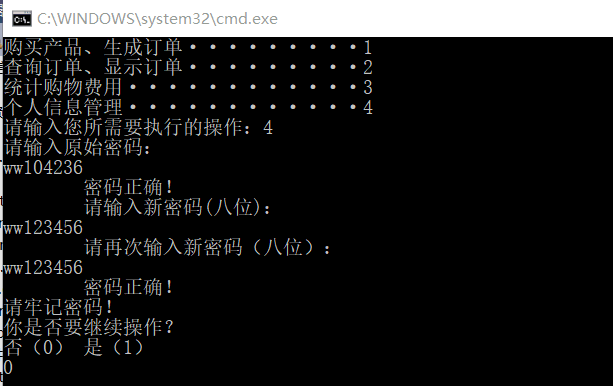 C:\WINDOWS\system32\cmd.exe
购买产品、生成订单·········1
查询订单、显示订单·········2
统计购物费用············3
个人信息管理············4
请输入您所需要执行的操作：4
请输入原始密码：
ww104236
密码正确！
请输入新密码(八位)：
ww123456
请再次输入新密码（八位）：
ww123456
密码正确！
请牢记密码！
你是否要继续操作？
否（0） 是（1）
0